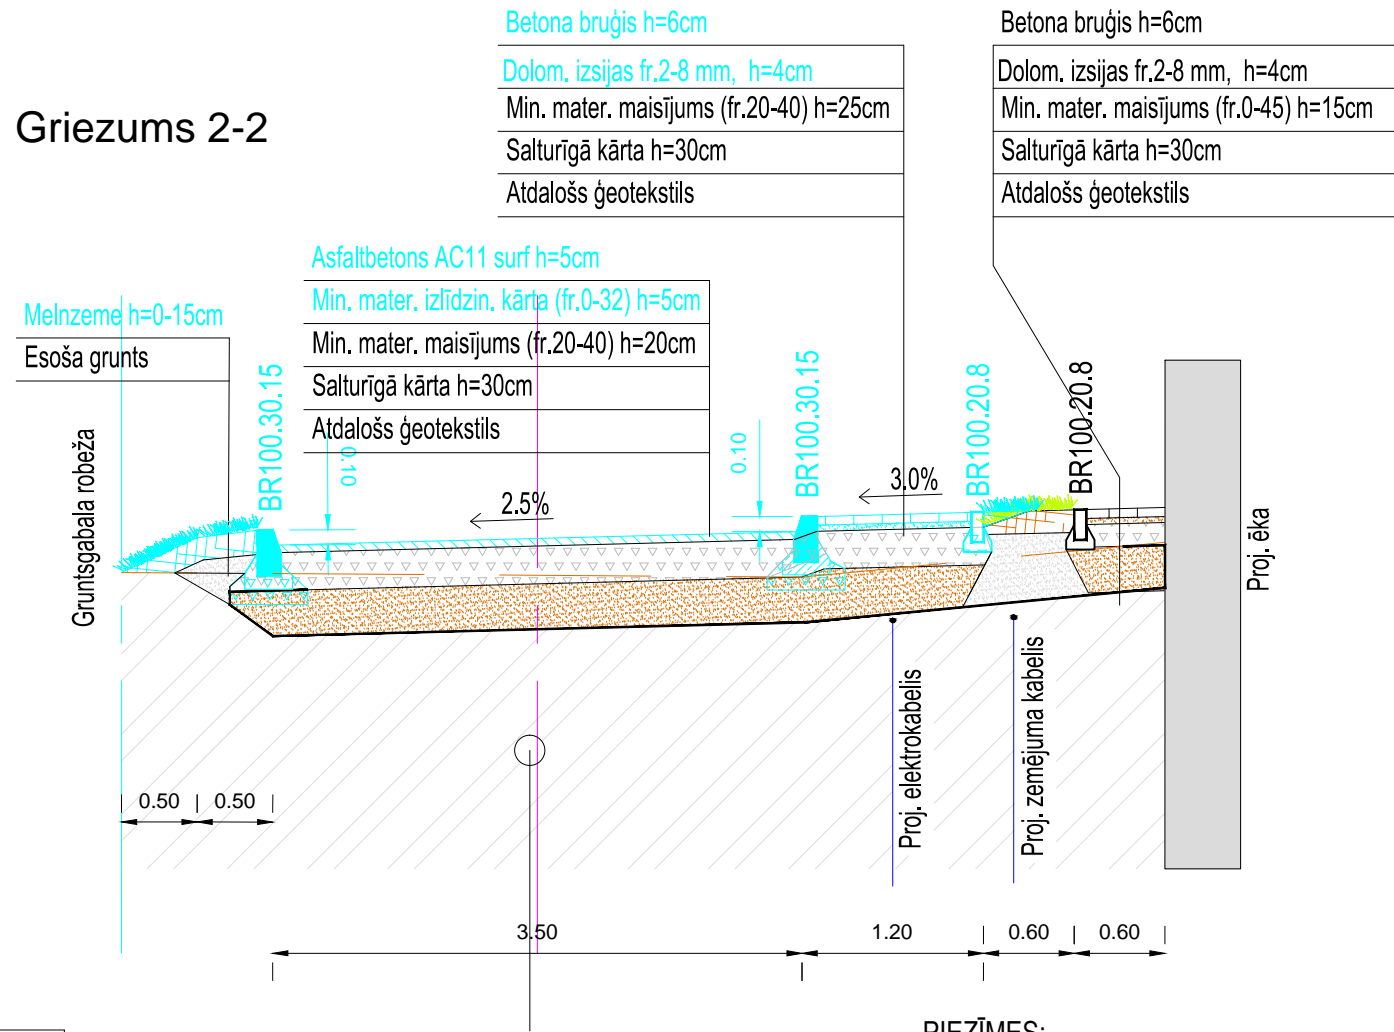 Griezums 2-2
Betona bruģis h=6cm
Dolom. izsijas fr.2-8 mm, h=4cm
Min. mater. maisījums (fr.20-40) h=25cm
Salturīgā kārta h=30cm
Atdalošs ģeotekstils
Betona bruģis h=6cm
Dolom. izsijas fr.2-8 mm, h=4cm
Min. mater. maisījums (fr.0-45) h=15cm
Salturīgā kārta h=30cm
Atdalošs ģeotekstils
Asfaltbetons AC11 surf h=5cm
Min. mater. izlīdzin. kārta (fr.0-32) h=5cm
Min. mater. maisījums (fr.20-40) h=20cm
Salturīgā kārta h=30cm
Atdalošs ģeotekstils
Melnzeme h=0-15cm
Esoša grunts
Gruntsgabala robeža
BR100.30.15
0.10
2.5%
0.10
BR100.30.15
3.0%
BR100.20.8
BR100.20.8
Proj. ēka
Proj. elektrokabelis
Proj. zemējuma kabelis
0.50
0.50
3.50
1.20
0.60
0.60
PIEZĪMES: